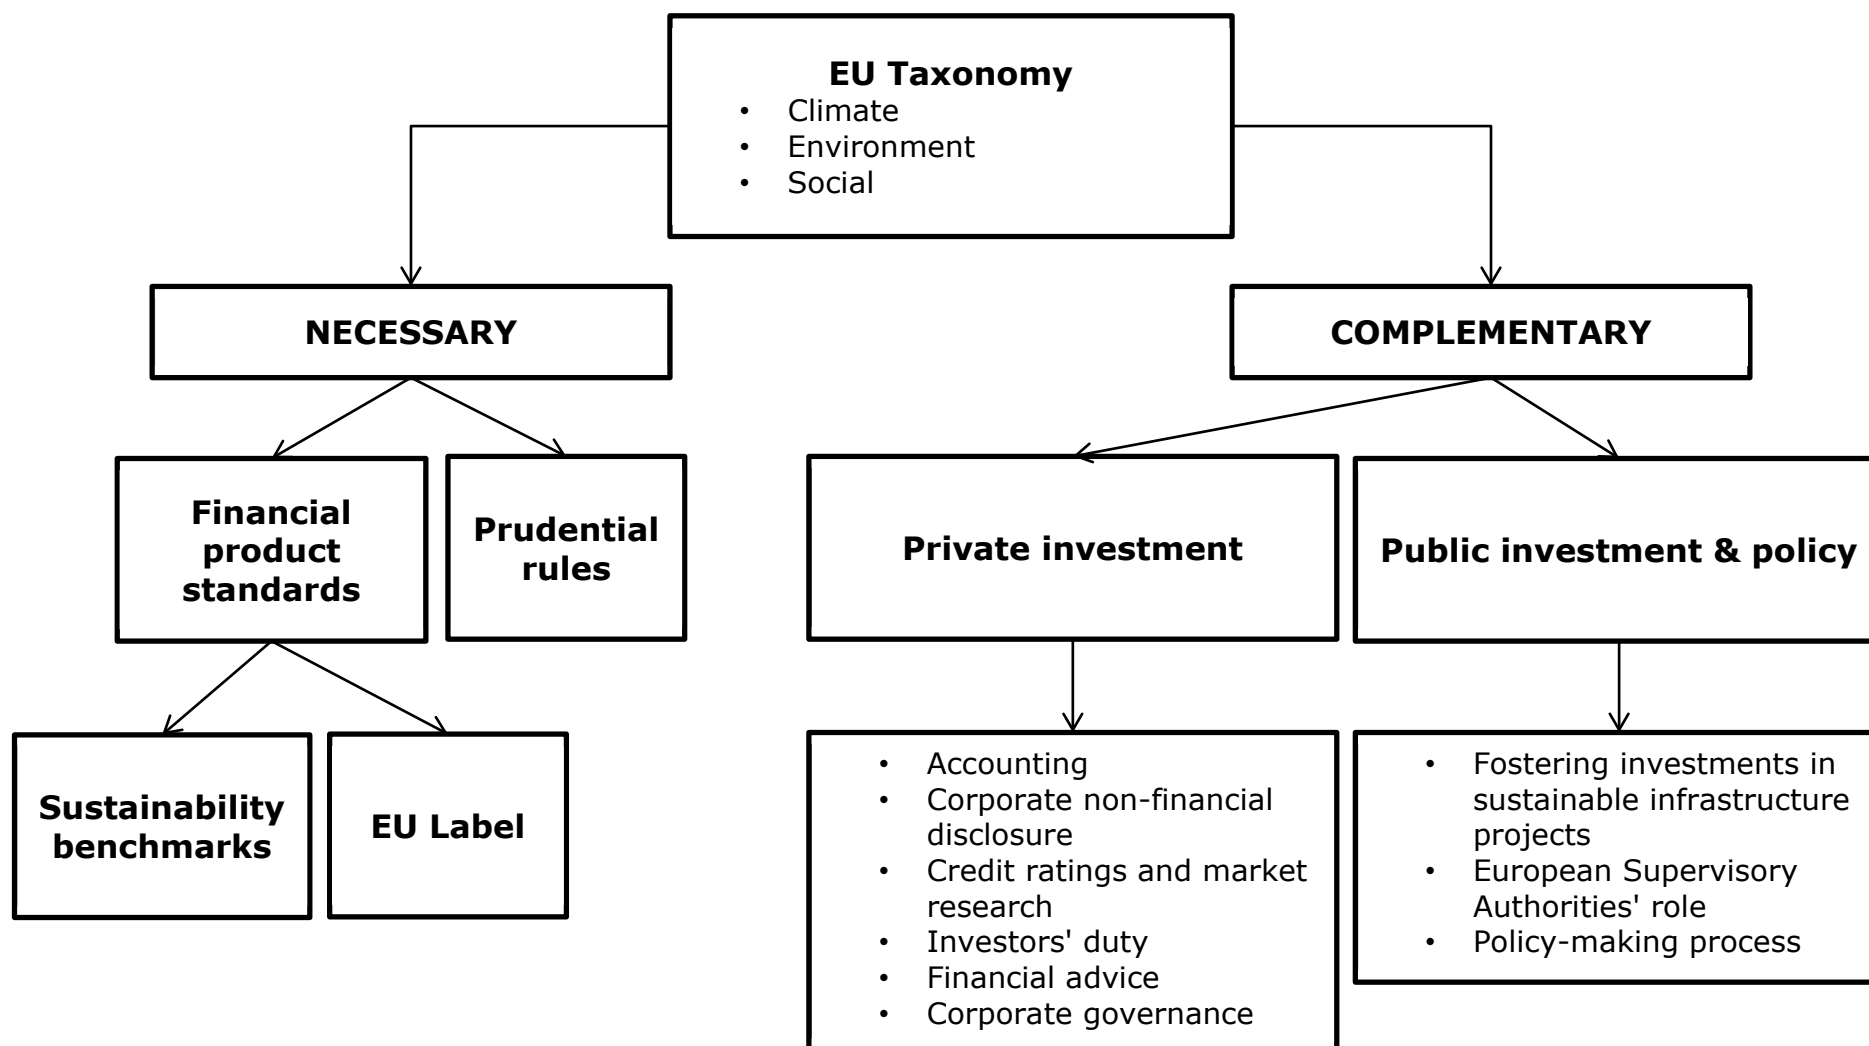 EU Taxonomy
• Climate
• Environment
• Social
NECESSARY
COMPLEMENTARY
Financial
product
standards
Prudential
rules
Private investment
Public investment & policy
Sustainability
benchmarks
EU Label
• Accounting
• Corporate non-financial
disclosure
• Credit ratings and market
research
• Investors' duty
• Financial advice
• Corporate governance
• Fostering investments in
sustainable infrastructure
projects
• European Supervisory
Authorities' role
• Policy-making process